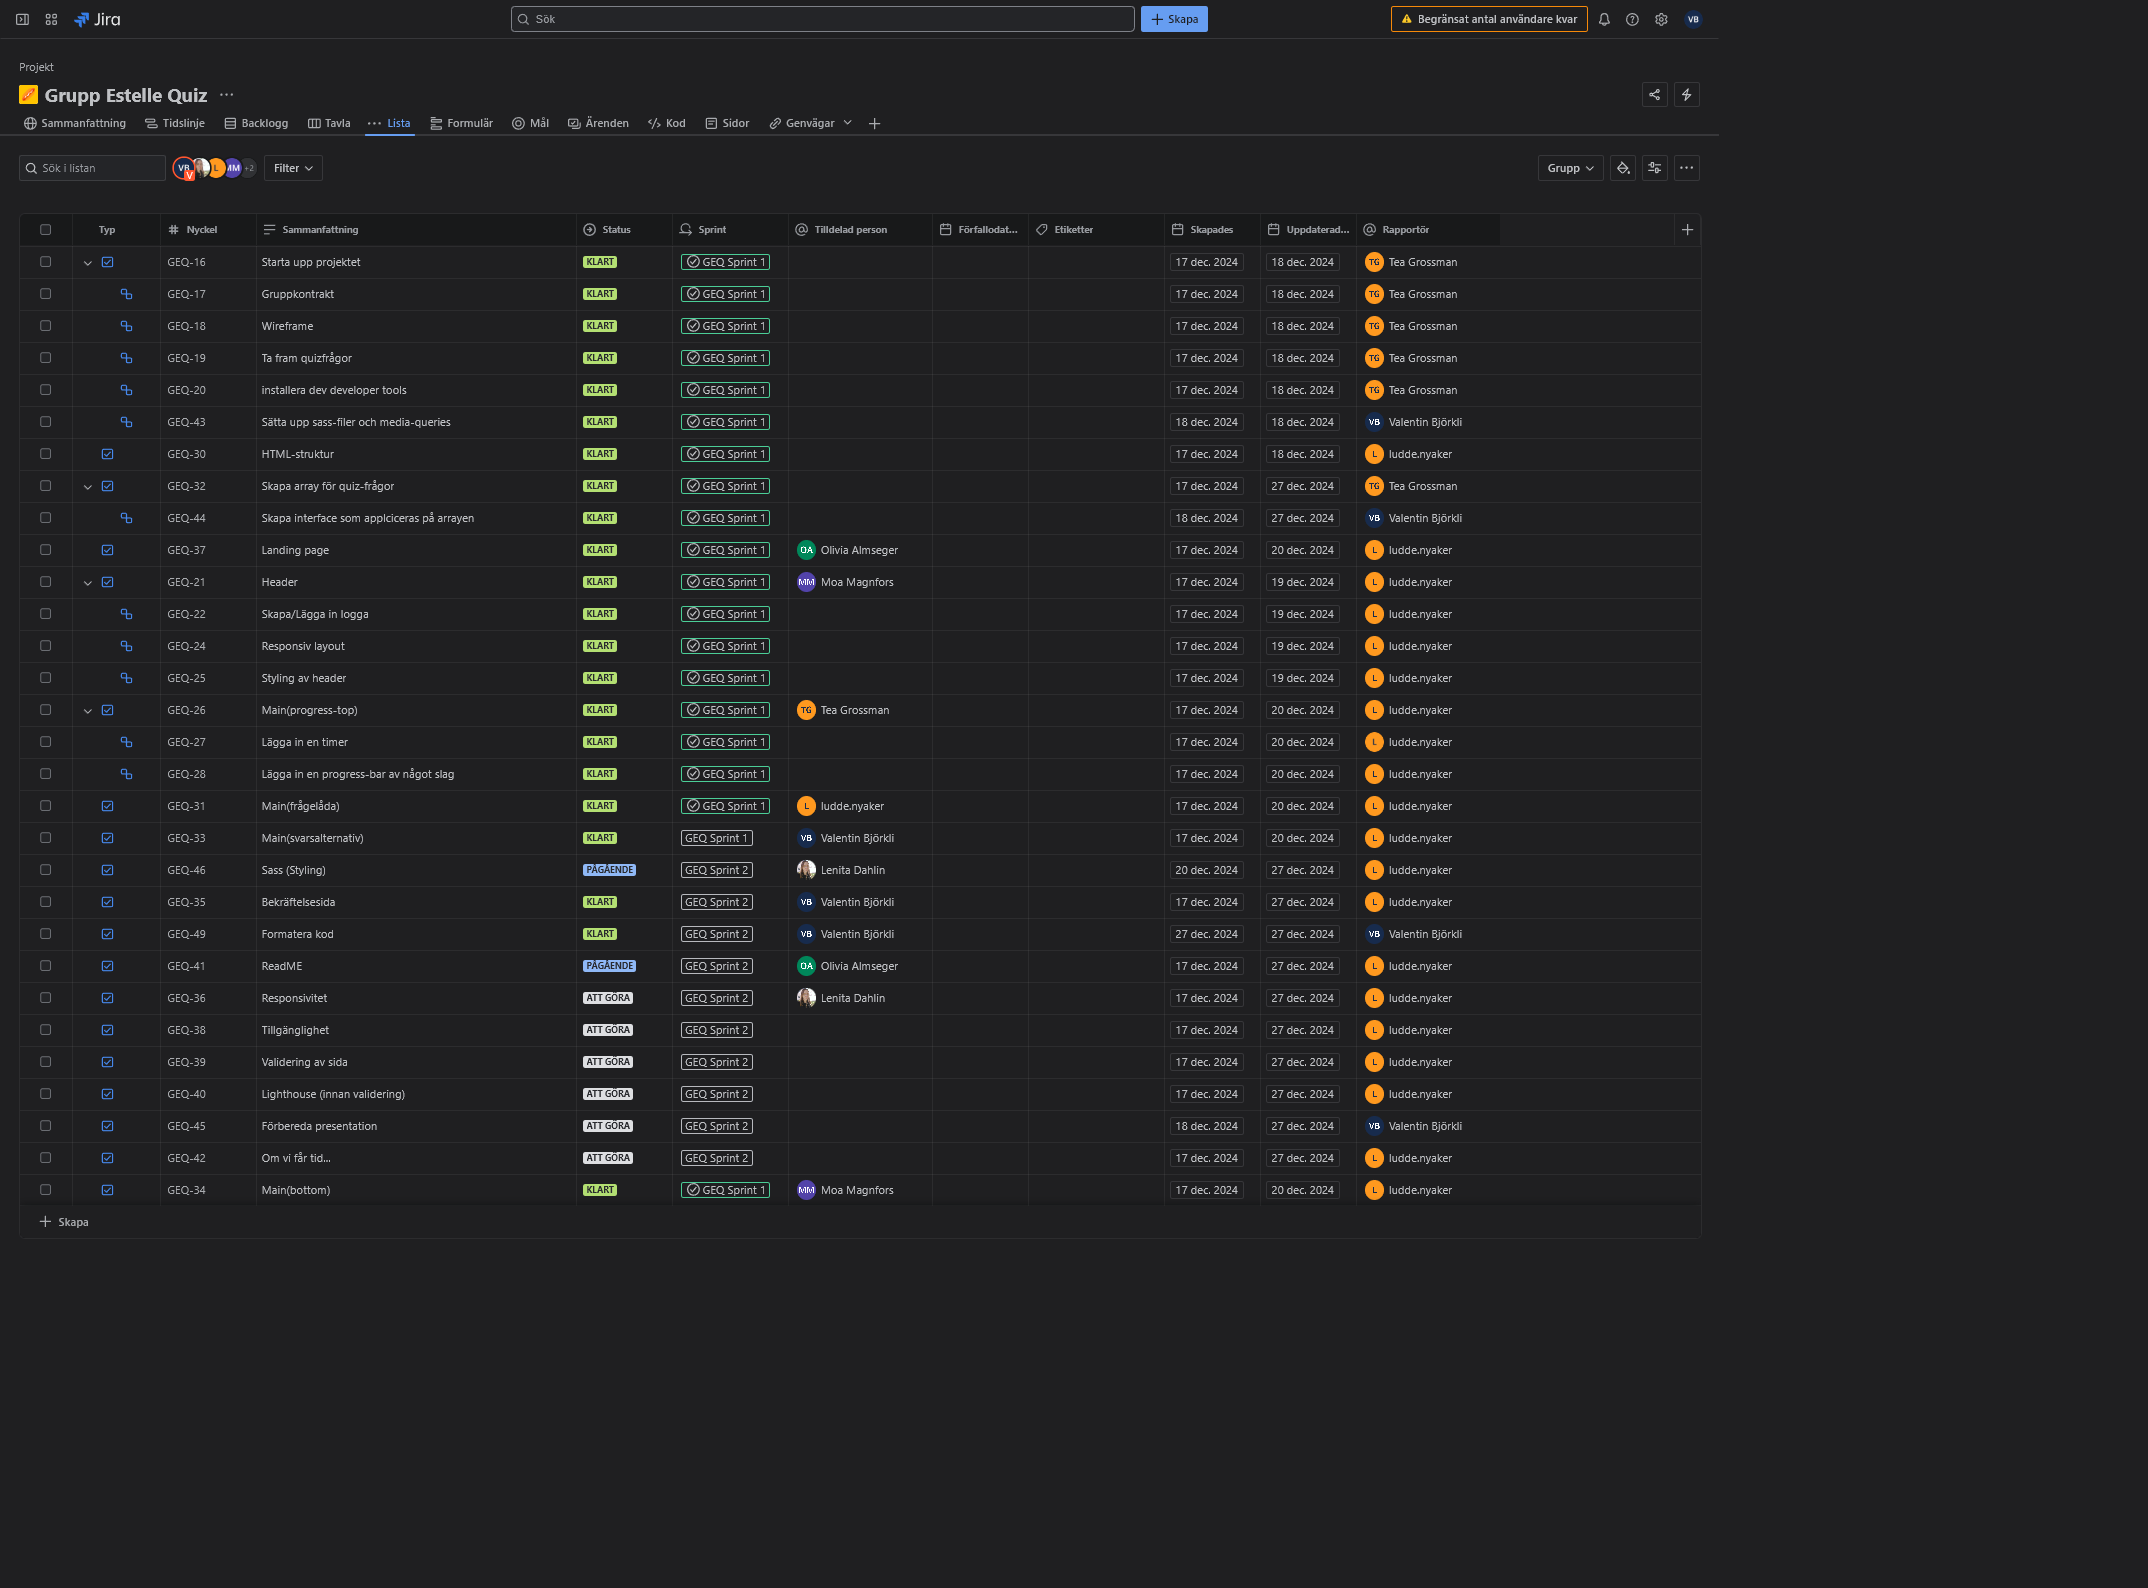 Jira
Sök
Skapa
Begränsat antal användare kvar
VB
Projekt
Grupp Estelle Quiz
Sammanfattning Tidslinje Backlogg Tavla Lista Formulär Mål Ärenden Kod Sidor Genvägar
Sök i listan VB V L MM +2 Filter Grupp
Typ Nyckel Sammanfattning Status Sprint Tilldelad person Förfallodat... Etiketter Skapades Uppdaterad... Rapportör
GEQ-16 Starta upp projektet KLART GEQ Sprint 1 17 dec. 2024 18 dec. 2024 TG Tea Grossman
GEQ-17 Gruppkontrakt KLART GEQ Sprint 1 17 dec. 2024 18 dec. 2024 TG Tea Grossman
GEQ-18 Wireframe KLART GEQ Sprint 1 17 dec. 2024 18 dec. 2024 TG Tea Grossman
GEQ-19 Ta fram quizfrågor KLART GEQ Sprint 1 17 dec. 2024 18 dec. 2024 TG Tea Grossman
GEQ-20 installera dev developer tools KLART GEQ Sprint 1 17 dec. 2024 18 dec. 2024 TG Tea Grossman
GEQ-43 Sätta upp sass-filer och media-queries KLART GEQ Sprint 1 18 dec. 2024 18 dec. 2024 VB Valentin Björkli
GEQ-30 HTML-struktur KLART GEQ Sprint 1 17 dec. 2024 18 dec. 2024 L ludde.nyaker
GEQ-32 Skapa array för quiz-frågor KLART GEQ Sprint 1 17 dec. 2024 27 dec. 2024 TG Tea Grossman
GEQ-44 Skapa interface som applciceras på arrayen KLART GEQ Sprint 1 18 dec. 2024 27 dec. 2024 VB Valentin Björkli
GEQ-37 Landing page KLART GEQ Sprint 1 OA Olivia Almseger 17 dec. 2024 20 dec. 2024 L ludde.nyaker
GEQ-21 Header KLART GEQ Sprint 1 MM Moa Magnfors 17 dec. 2024 19 dec. 2024 L ludde.nyaker
GEQ-22 Skapa/Lägga in logga KLART GEQ Sprint 1 17 dec. 2024 19 dec. 2024 L ludde.nyaker
GEQ-24 Responsiv layout KLART GEQ Sprint 1 17 dec. 2024 19 dec. 2024 L ludde.nyaker
GEQ-25 Styling av header KLART GEQ Sprint 1 17 dec. 2024 19 dec. 2024 L ludde.nyaker
GEQ-26 Main(progress-top) KLART GEQ Sprint 1 TG Tea Grossman 17 dec. 2024 20 dec. 2024 L ludde.nyaker
GEQ-27 Lägga in en timer KLART GEQ Sprint 1 17 dec. 2024 20 dec. 2024 L ludde.nyaker
GEQ-28 Lägga in en progress-bar av något slag KLART GEQ Sprint 1 17 dec. 2024 20 dec. 2024 L ludde.nyaker
GEQ-31 Main(frågelåda) KLART GEQ Sprint 1 L ludde.nyaker 17 dec. 2024 20 dec. 2024 L ludde.nyaker
GEQ-33 Main(svarsalternativ) KLART GEQ Sprint 1 VB Valentin Björkli 17 dec. 2024 20 dec. 2024 L ludde.nyaker
GEQ-46 Sass (Styling) PÅGÅENDE GEQ Sprint 2 Lenita Dahlin 20 dec. 2024 27 dec. 2024 L ludde.nyaker
GEQ-35 Bekräftelsesida KLART GEQ Sprint 2 VB Valentin Björkli 17 dec. 2024 27 dec. 2024 L ludde.nyaker
GEQ-49 Formatera kod KLART GEQ Sprint 2 VB Valentin Björkli 27 dec. 2024 27 dec. 2024 VB Valentin Björkli
GEQ-41 ReadME PÅGÅENDE GEQ Sprint 2 OA Olivia Almseger 17 dec. 2024 27 dec. 2024 L ludde.nyaker
GEQ-36 Responsivitet ATT GÖRA GEQ Sprint 2 Lenita Dahlin 17 dec. 2024 27 dec. 2024 L ludde.nyaker
GEQ-38 Tillgänglighet ATT GÖRA GEQ Sprint 2 17 dec. 2024 27 dec. 2024 L ludde.nyaker
GEQ-39 Validering av sida ATT GÖRA GEQ Sprint 2 17 dec. 2024 27 dec. 2024 L ludde.nyaker
GEQ-40 Lighthouse (innan validering) ATT GÖRA GEQ Sprint 2 17 dec. 2024 27 dec. 2024 L ludde.nyaker
GEQ-45 Förbereda presentation ATT GÖRA GEQ Sprint 2 18 dec. 2024 27 dec. 2024 VB Valentin Björkli
GEQ-42 Om vi får tid... ATT GÖRA GEQ Sprint 2 17 dec. 2024 27 dec. 2024 L ludde.nyaker
GEQ-34 Main(bottom) KLART GEQ Sprint 1 MM Moa Magnfors 17 dec. 2024 20 dec. 2024 L ludde.nyaker
Skapa